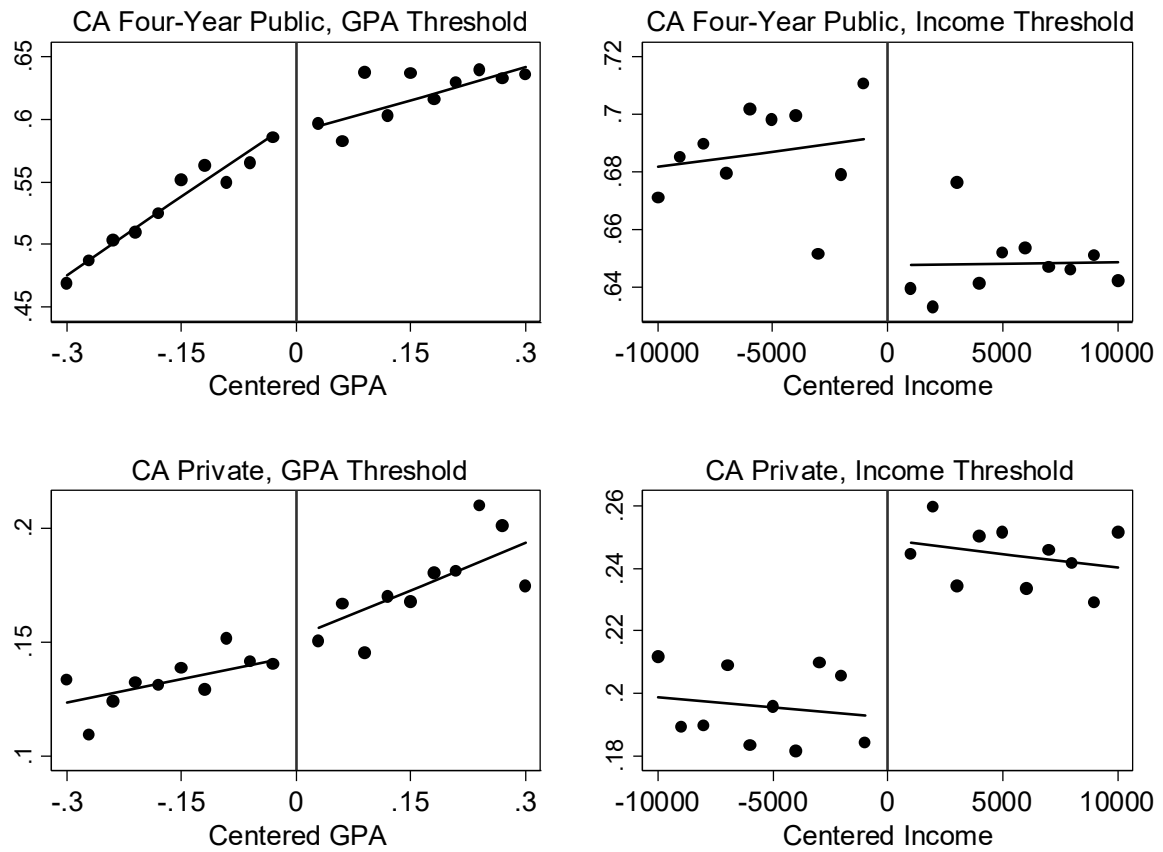 CA Four-Year Public, GPA Threshold
.65
.6
.55
.5
.45
-.3 -.15 0 .15 .3
Centered GPA
CA Four-Year Public, Income Threshold
.72
.7
.68
.66
.64
-10000 -5000 0 5000 10000
Centered Income
CA Private, GPA Threshold
.2
.15
.1
-.3 -.15 0 .15 .3
Centered GPA
CA Private, Income Threshold
.26
.24
.22
.2
.18
-10000 -5000 0 5000 10000
Centered Income